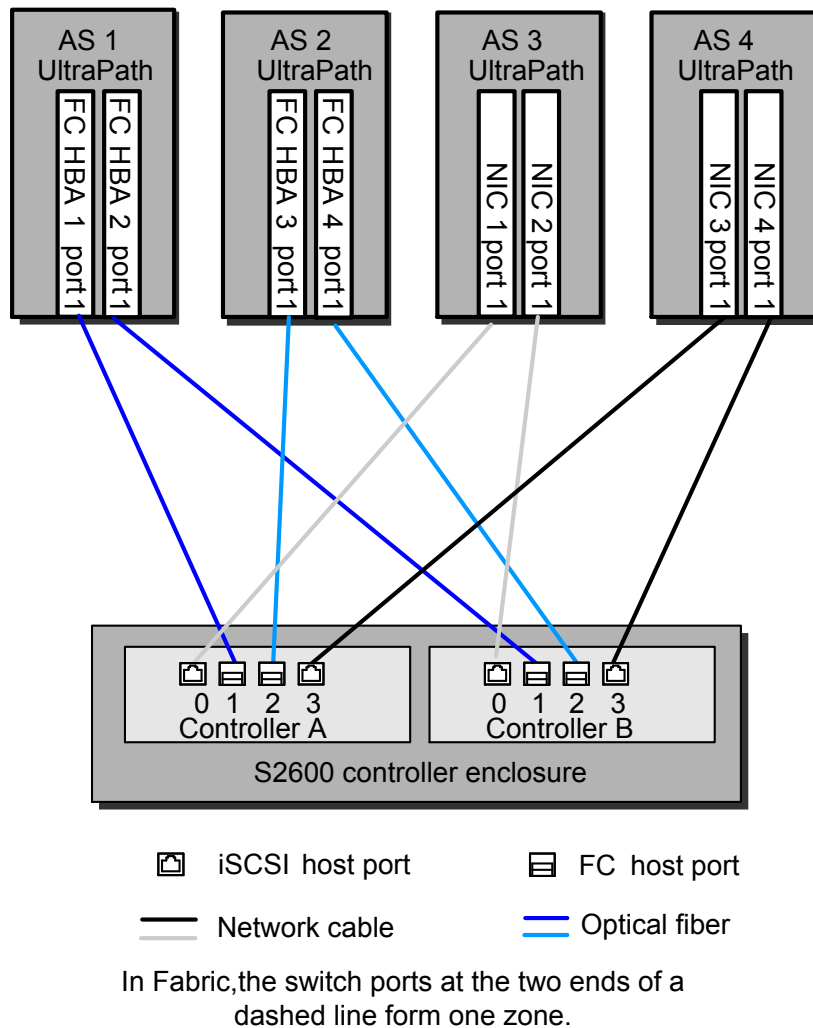 AS 1
UltraPath
FC HBA 1 port 1
FC HBA 2 port 1
AS 2
UltraPath
FC HBA 3 port 1
FC HBA 4 port 1
AS 3
UltraPath
NIC 1 port 1
NIC 2 port 1
AS 4
UltraPath
NIC 3 port 1
NIC 4 port 1
0 1 2 3
Controller A
0 1 2 3
Controller B
S2600 controller enclosure
iSCSI host port
FC host port
Network cable
Optical fiber
In Fabric,the switch ports at the two ends of a
dashed line form one zone.